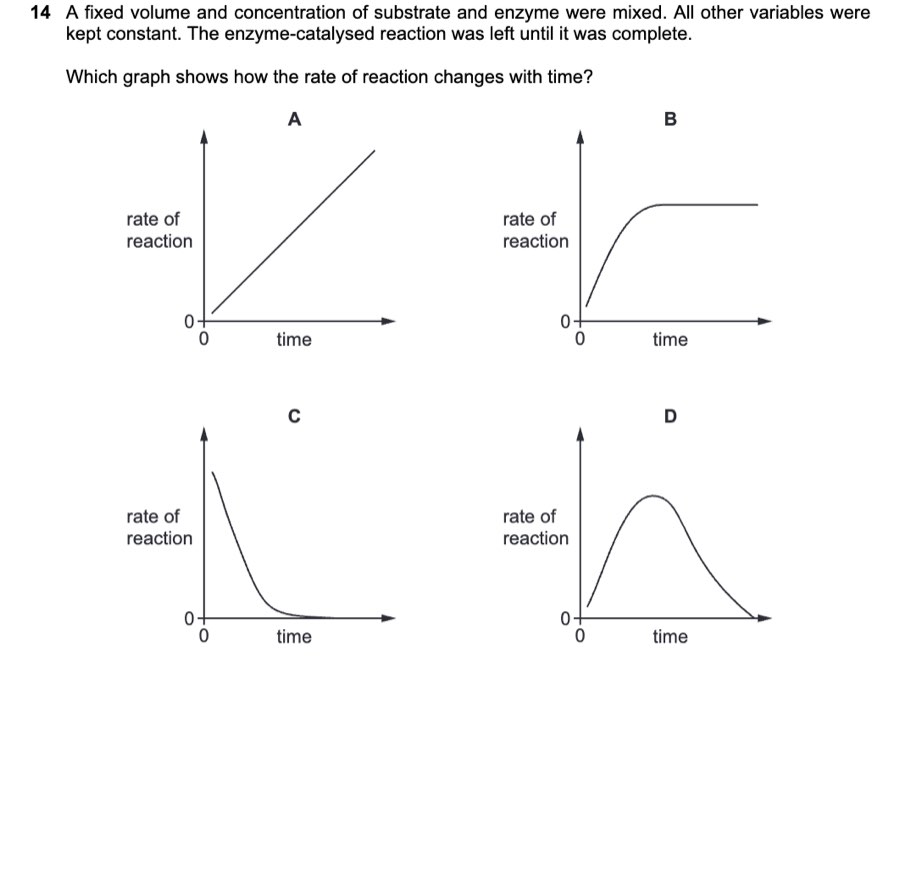 14 A fixed volume and concentration of substrate and enzyme were mixed. All other variables were
kept constant. The enzyme-catalysed reaction was left until it was complete.
Which graph shows how the rate of reaction changes with time?
A
rate of
reaction
0
0
time
B
rate of
reaction
0
0
time
C
rate of
reaction
0
0
time
D
rate of
reaction
0
0
time